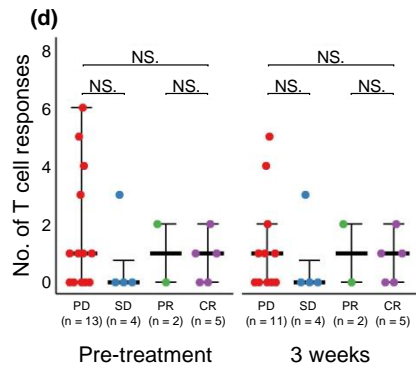 (d)
No. of T cell responses
8
6
4
2
0
NS. NS.
NS. NS. NS. NS.
PD SD PR CR PD SD PR CR
(n = 13) (n = 4) (n = 2) (n = 5) (n = 11) (n = 4) (n = 2) (n = 5)
Pre-treatment 3 weeks